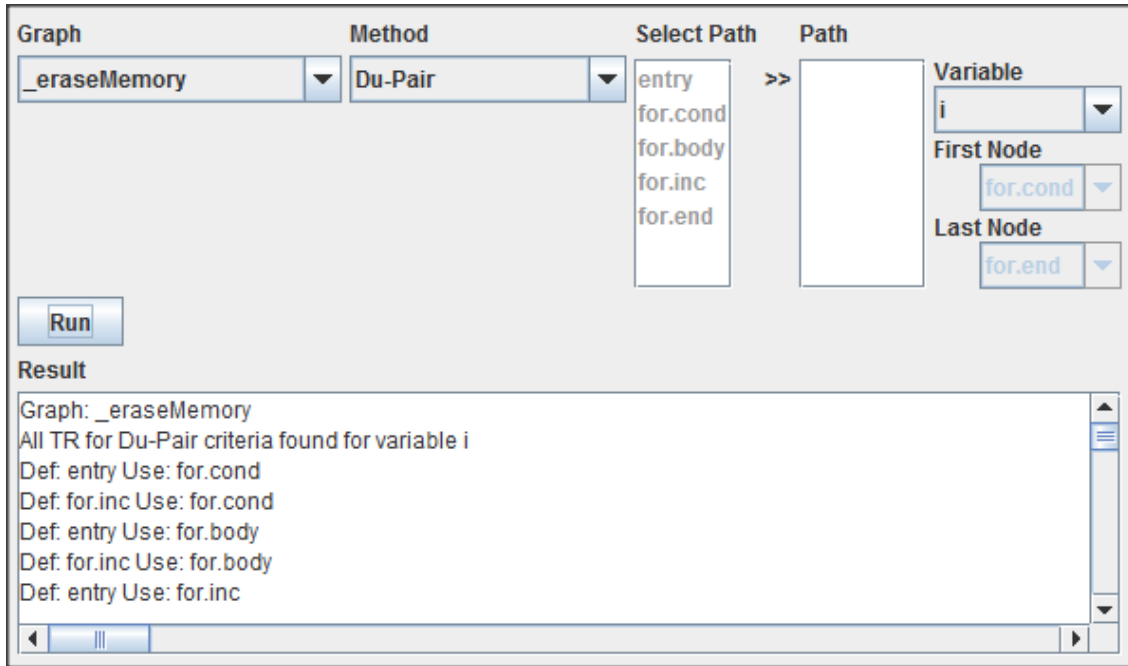 Graph
Method
Select Path
Path
_eraseMemory
Du-Pair
entry
for.cond
for.body
for.inc
for.end
>>
Variable
i
First Node
for.cond
Last Node
for.end
Run
Result
Graph: _eraseMemory
All TR for Du-Pair criteria found for variable i
Def: entry Use: for.cond
Def: for.inc Use: for.cond
Def: entry Use: for.body
Def: for.inc Use: for.body
Def: entry Use: for.inc